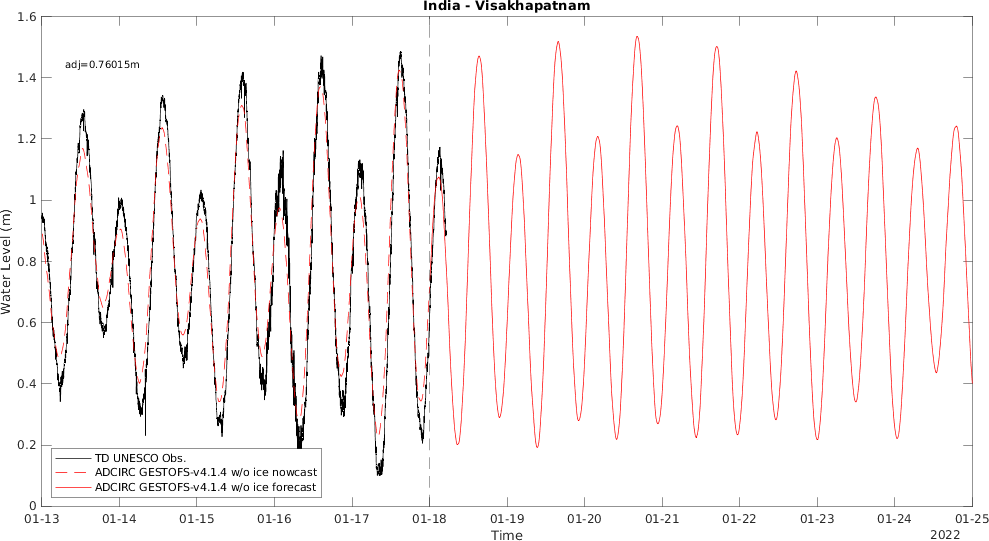 India - Visakhapatnam
adj=0.76015m
1.6
1.4
1.2
1
0.8
0.6
0.4
0.2
0
Water Level (m)
TD UNESCO Obs.
ADCIRC GESTOFS-v4.1.4 w/o ice nowcast
ADCIRC GESTOFS-v4.1.4 w/o ice forecast
01-13 01-14 01-15 01-16 01-17 01-18 01-19 01-20 01-21 01-22 01-23 01-24 01-25
Time
2022